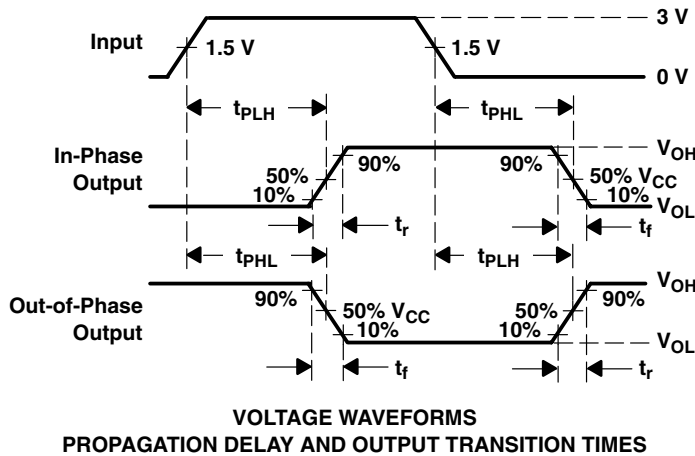 3 V
Input
1.5 V
1.5 V
0 V
tPLH
tPHL
In-Phase
Output
VOH
90%
90%
50%
50% VCC
10%
10%
VOL
tr
tf
tPHL
tPLH
Out-of-Phase
Output
VOH
90%
90%
50% VCC
50%
10%
10%
VOL
tf
tr
VOLTAGE WAVEFORMS
PROPAGATION DELAY AND OUTPUT TRANSITION TIMES